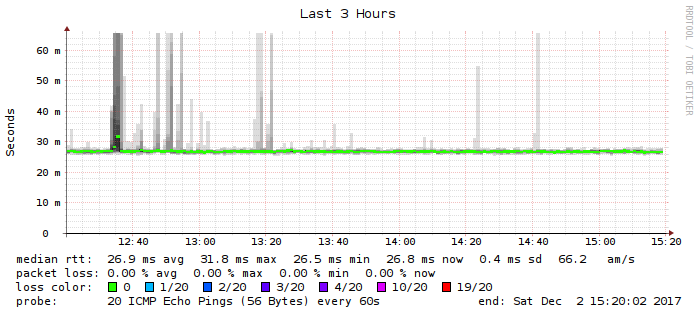 Last 3 Hours
RRDTOOL / TOBI OETIKER
Seconds
60 m
50 m
40 m
30 m
20 m
10 m
0
12:40 13:00 13:20 13:40 14:00 14:20 14:40 15:00 15:20
median rtt: 26.9 ms avg 31.8 ms max 26.5 ms min 26.8 ms now 0.4 ms sd 66.2 am/s
packet loss: 0.00 % avg 0.00 % max 0.00 % min 0.00 % now
loss color: 0 1/20 2/20 3/20 4/20 10/20 19/20
probe: 20 ICMP Echo Pings (56 Bytes) every 60s end: Sat Dec 2 15:20:02 2017